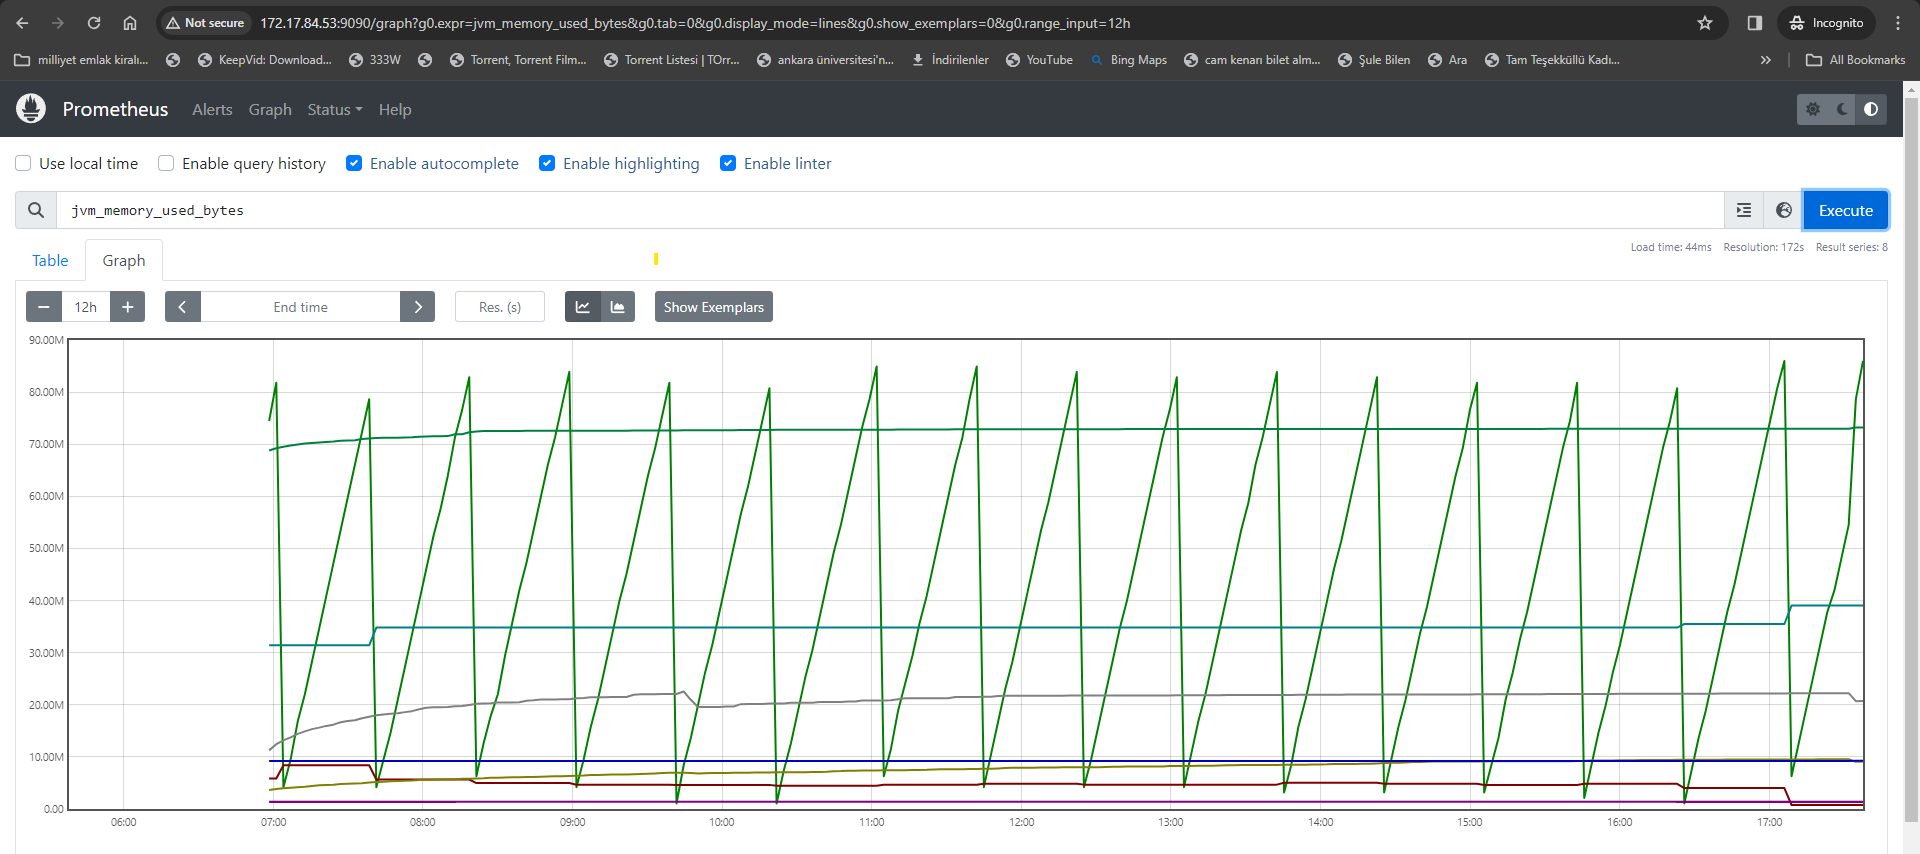 Not secure 172.17.84.53:9090/graph?g0.expr=jvm_memory_used_bytes&g0.tab=0&g0.display_mode=lines&g0.show_exemplars=0&g0.range_input=12h Incognito
milliyet emlak kiralı... KeepVid: Download... 333W Torrent, Torrent Film... Torrent Listesi | TOrr... ankara üniversitesi'n... İndirilenler YouTube Bing Maps cam kenarı bilet alm... Şule Bilen Ara Tam Teşekküllü Kadı... » All Bookmarks
Prometheus Alerts Graph Status Help
Use local time Enable query history Enable autocomplete Enable highlighting Enable linter
jvm_memory_used_bytes Execute
Load time: 44ms Resolution: 172s Result series: 8
Table Graph
− 12h + End time Res. (s) Show Exemplars
90.00M
80.00M
70.00M
60.00M
50.00M
40.00M
30.00M
20.00M
10.00M
0.00
06:00 07:00 08:00 09:00 10:00 11:00 12:00 13:00 14:00 15:00 16:00 17:00